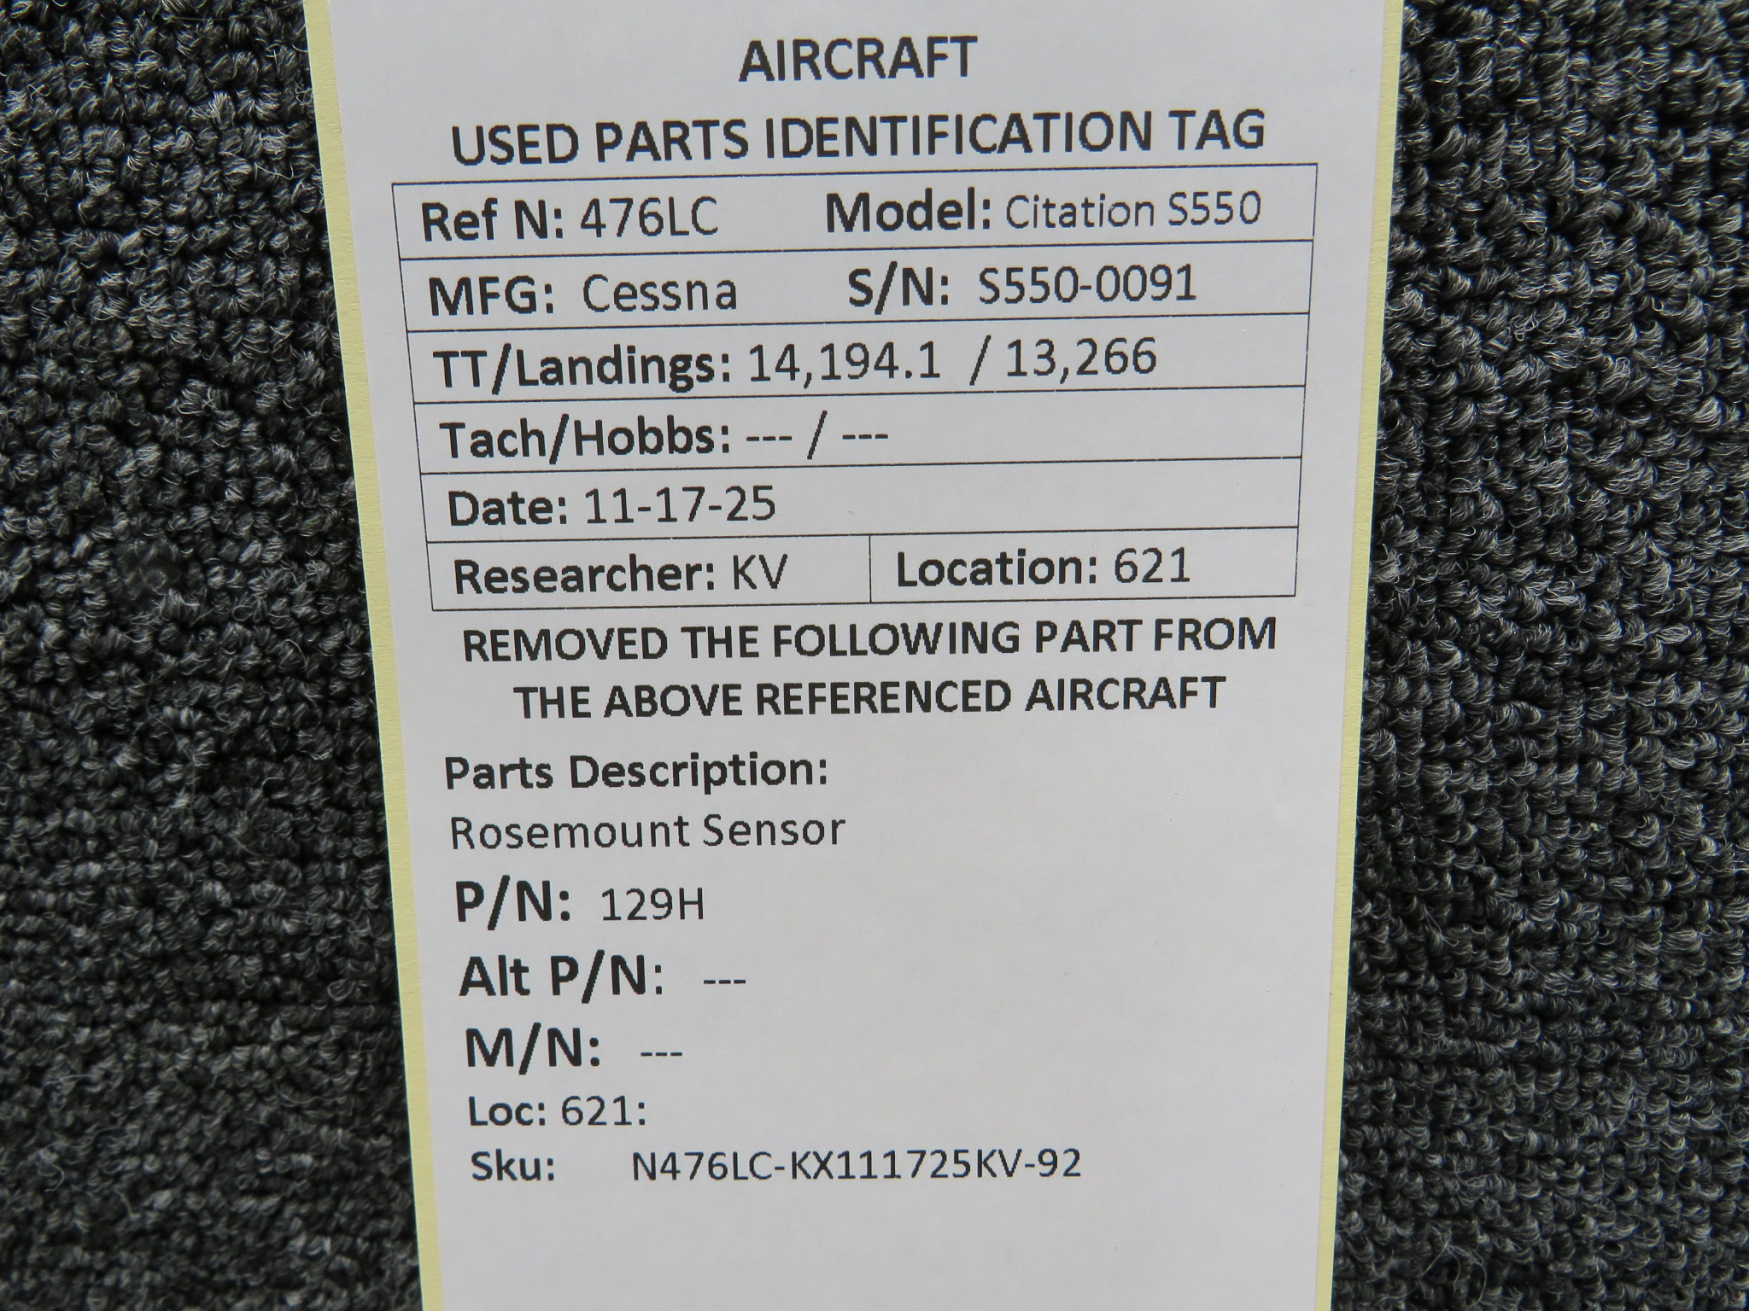 AIRCRAFT
USED PARTS IDENTIFICATION TAG
Ref N: 476LC Model: Citation S550
MFG: Cessna S/N: S550-0091
TT/Landings: 14,194.1 / 13,266
Tach/Hobbs: --- / ---
Date: 11-17-25
Researcher: KV Location: 621
REMOVED THE FOLLOWING PART FROM
THE ABOVE REFERENCED AIRCRAFT
Parts Description:
Rosemount Sensor
P/N: 129H
Alt P/N: ---
M/N: ---
Loc: 621:
Sku: N476LC-KX111725KV-92